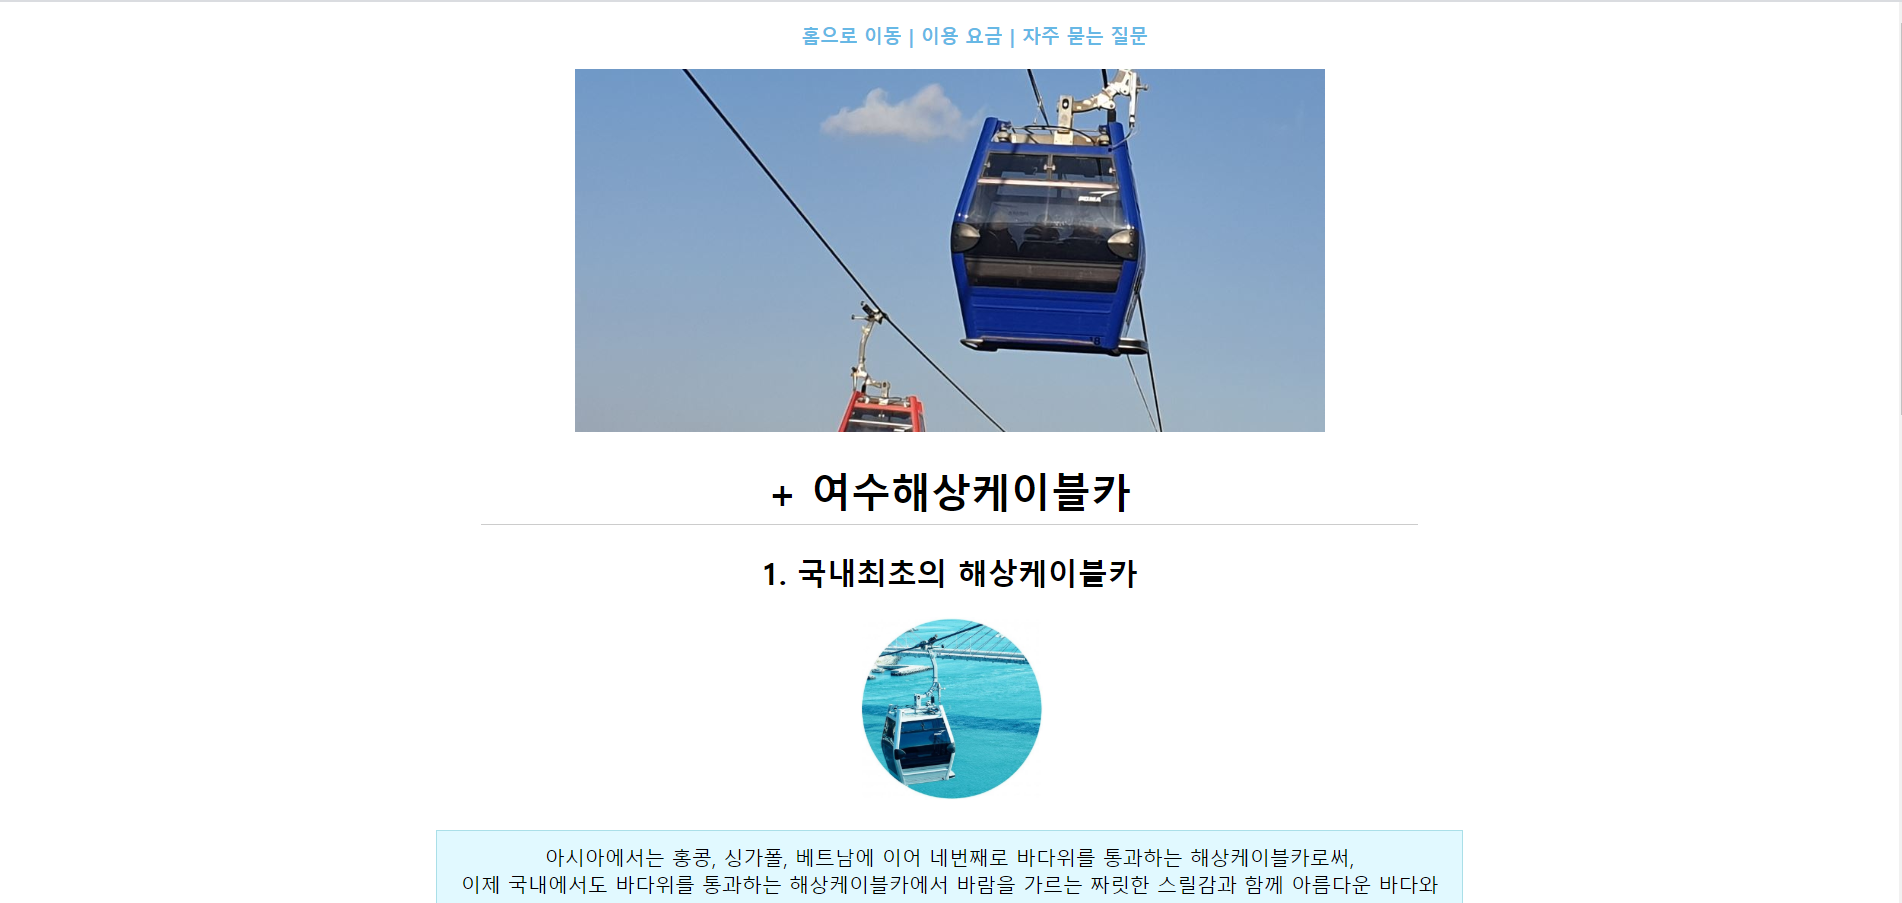 홈으로 이동 | 이용 요금 | 자주 묻는 질문
POMA
18
+ 여수해상케이블카
1. 국내최초의 해상케이블카
아시아에서는 홍콩, 싱가폴, 베트남에 이어 네번째로 바다위를 통과하는 해상케이블카로써,
이제 국내에서도 바다위를 통과하는 해상케이블카에서 바람을 가르는 짜릿한 스릴감과 함께 아름다운 바다와